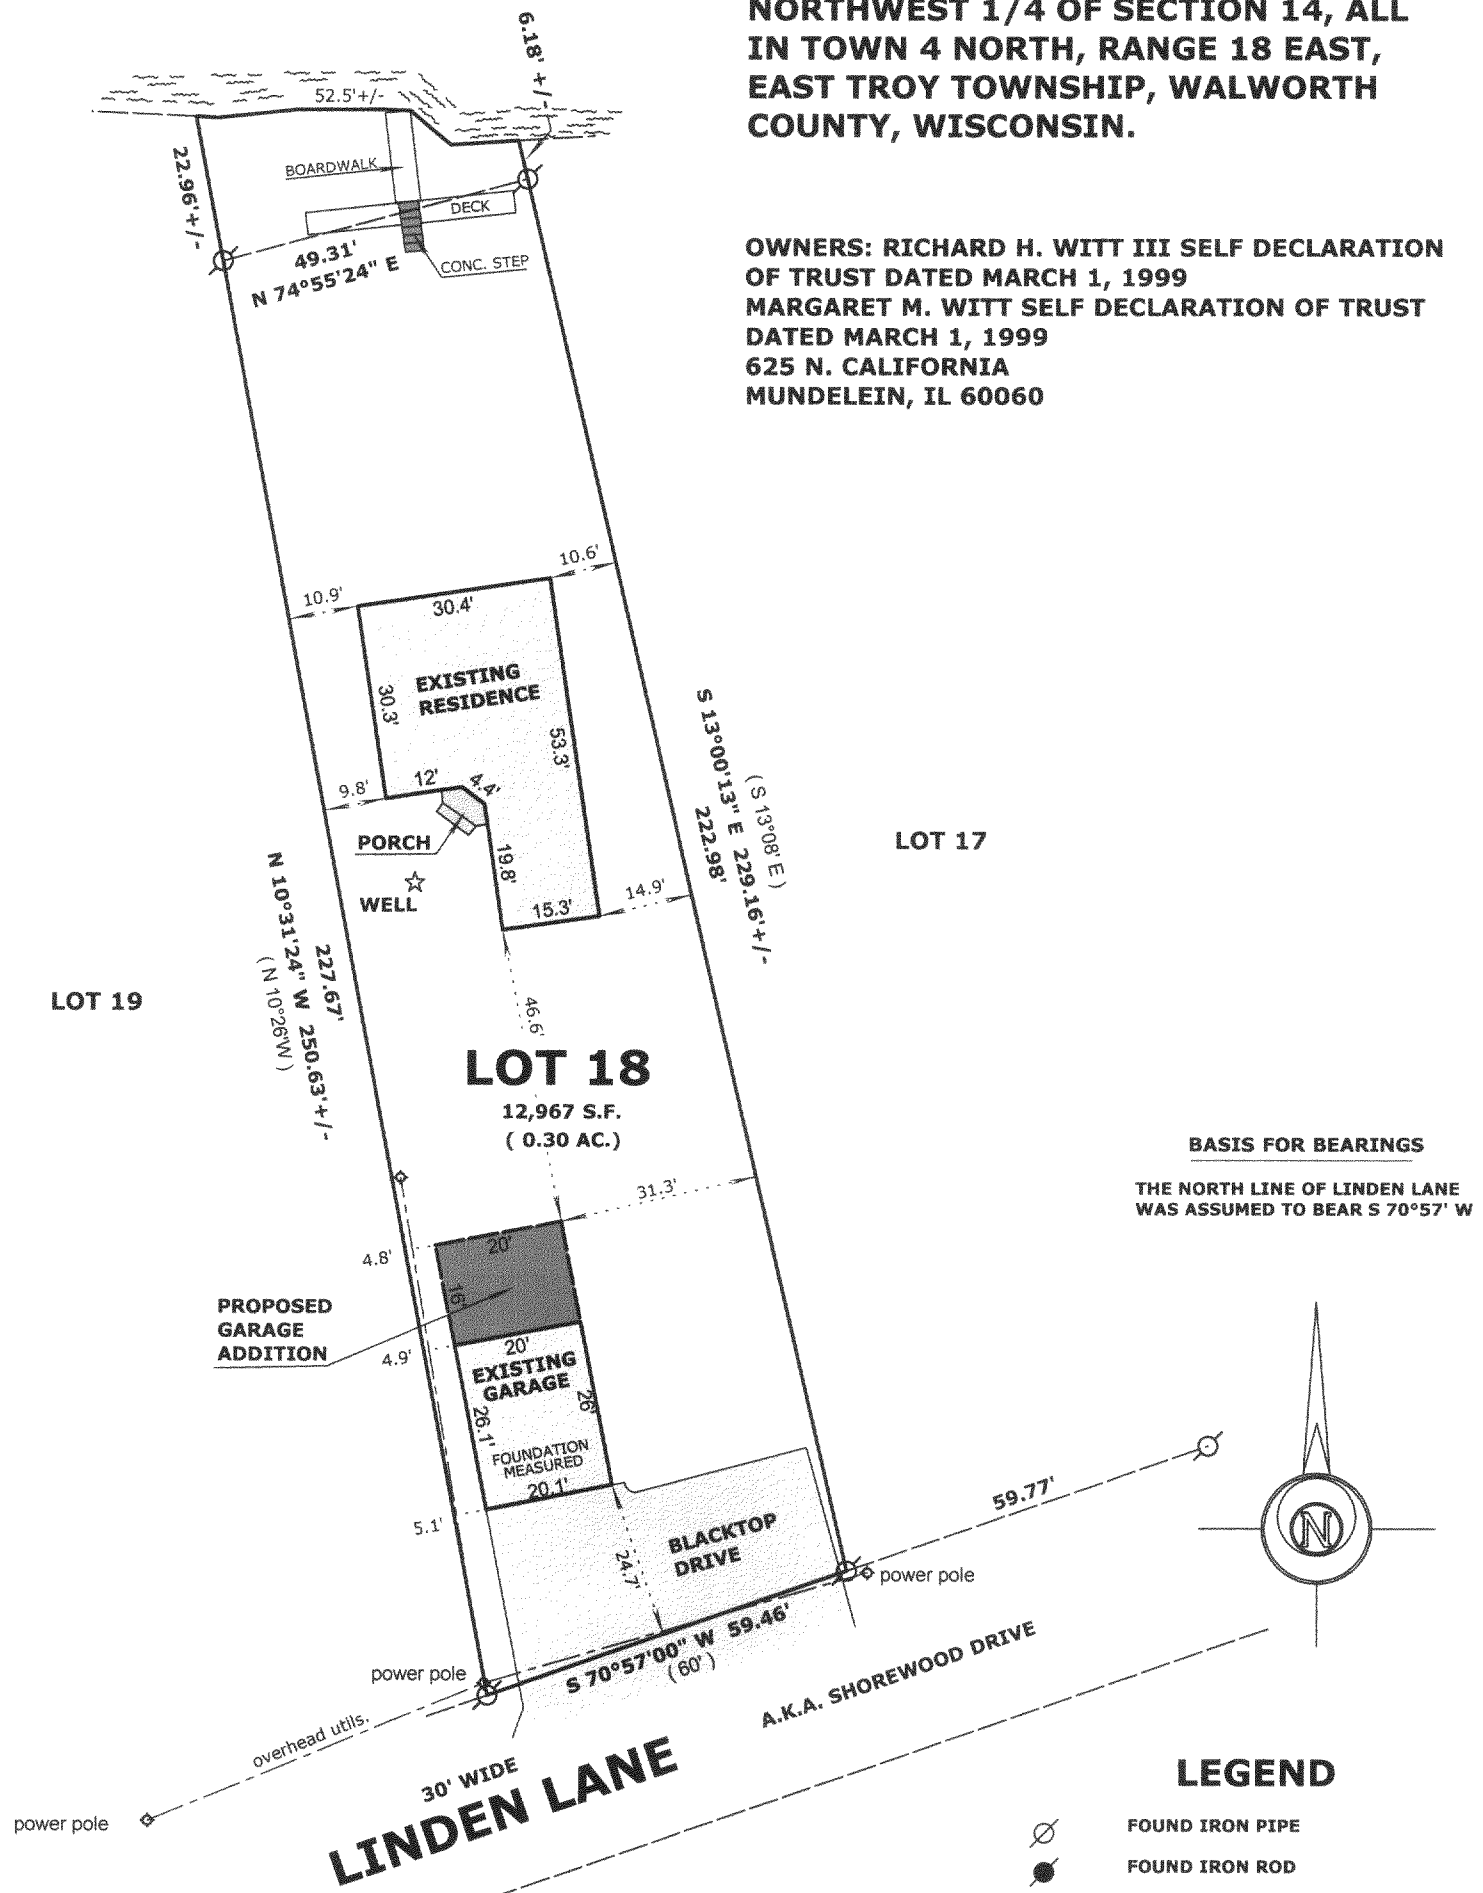 NORTHWEST 1/4 OF SECTION 14, ALL
IN TOWN 4 NORTH, RANGE 18 EAST,
EAST TROY TOWNSHIP, WALWORTH
COUNTY, WISCONSIN.
6.18' +/-
52.5'+/-
22.96'+/-
BOARDWALK
DECK
49.31'
N 74°55'24" E
CONC. STEP
OWNERS: RICHARD H. WITT III SELF DECLARATION
OF TRUST DATED MARCH 1, 1999
MARGARET M. WITT SELF DECLARATION OF TRUST
DATED MARCH 1, 1999
625 N. CALIFORNIA
MUNDELEIN, IL 60060
10.6'
10.9'
30.4'
EXISTING
RESIDENCE
30.3'
53.3'
12'
4.4'
9.8'
PORCH
WELL
19.8'
15.3'
14.9'
S 13°00'13" E 229.16'+/-
( S 13°08' E )
222.98'
LOT 17
227.67'
N 10°31'24" W 250.63'+/-
( N 10°26'W )
LOT 19
46.6'
LOT 18
12,967 S.F.
( 0.30 AC.)
BASIS FOR BEARINGS
THE NORTH LINE OF LINDEN LANE
WAS ASSUMED TO BEAR S 70°57' W
31.3'
4.8'
20'
16'
PROPOSED
GARAGE
ADDITION
4.9'
20'
EXISTING
GARAGE
26.1'
26'
FOUNDATION
MEASURED
20.1'
5.1'
24.7'
BLACKTOP
DRIVE
59.77'
N
power pole
S 70°57'00" W 59.46'
( 60' )
power pole
A.K.A. SHOREWOOD DRIVE
overhead utils.
30' WIDE
LINDEN LANE
power pole
LEGEND
FOUND IRON PIPE
FOUND IRON ROD